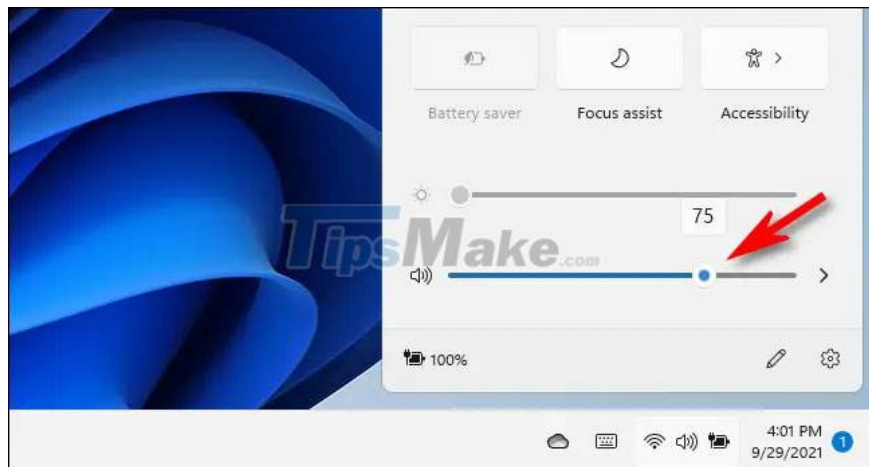 Battery saver
Focus assist
Accessibility
75
TipsMake.com
100%
4:01 PM
9/29/2021
1